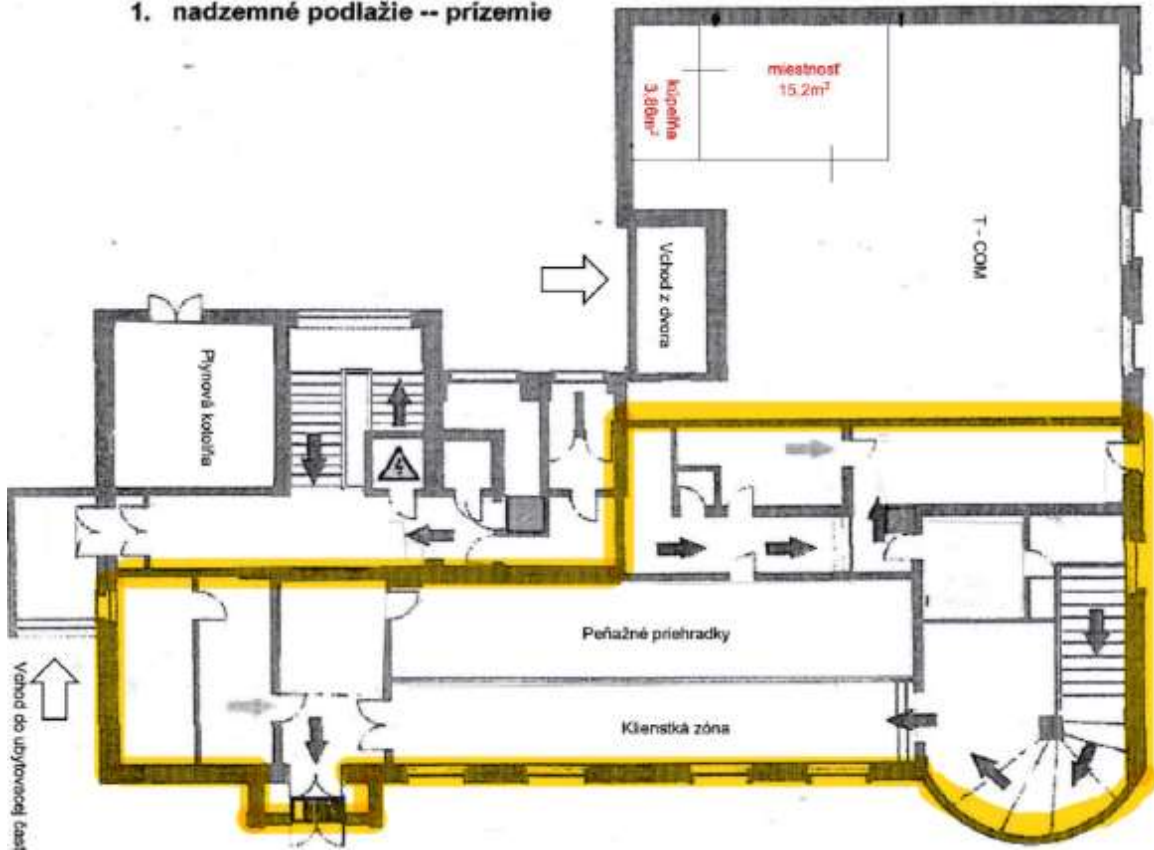 1. nadzemné podlažie -- prízemie
miestnosť
15,2m²
kúpeľňa
3,86m²
T - COM
Vchod z dvora
Plynová kotolňa
Peňažné priehradky
Klienstká zóna
Vchod do ubytovacej časti